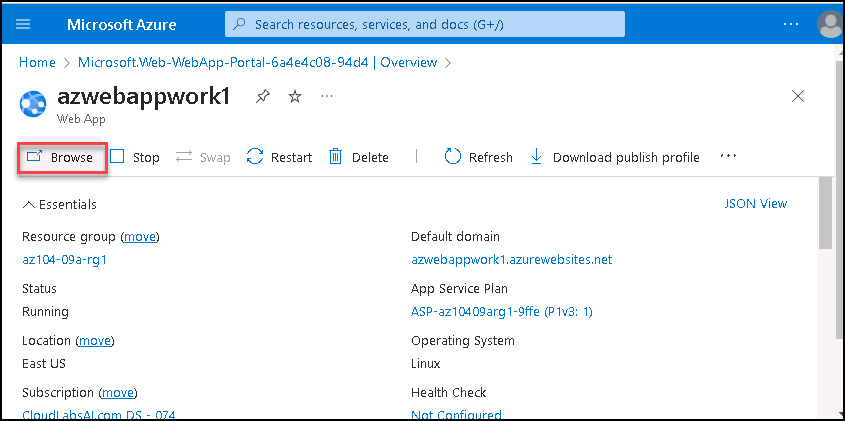 Microsoft Azure
Search resources, services, and docs (G+/)
Home > Microsoft.Web-WebApp-Portal-6a4e4c08-94d4 | Overview >
azwebappwork1
Web App
Browse Stop Swap Restart Delete Refresh Download publish profile
Essentials
JSON View
Resource group (move)
az104-09a-rg1
Default domain
azwebappwork1.azurewebsites.net
Status
Running
App Service Plan
ASP-az10409arg1-9ffe (P1v3: 1)
Location (move)
East US
Operating System
Linux
Subscription (move)
CloudLabsAI.com DS - 074
Health Check
Not Configured